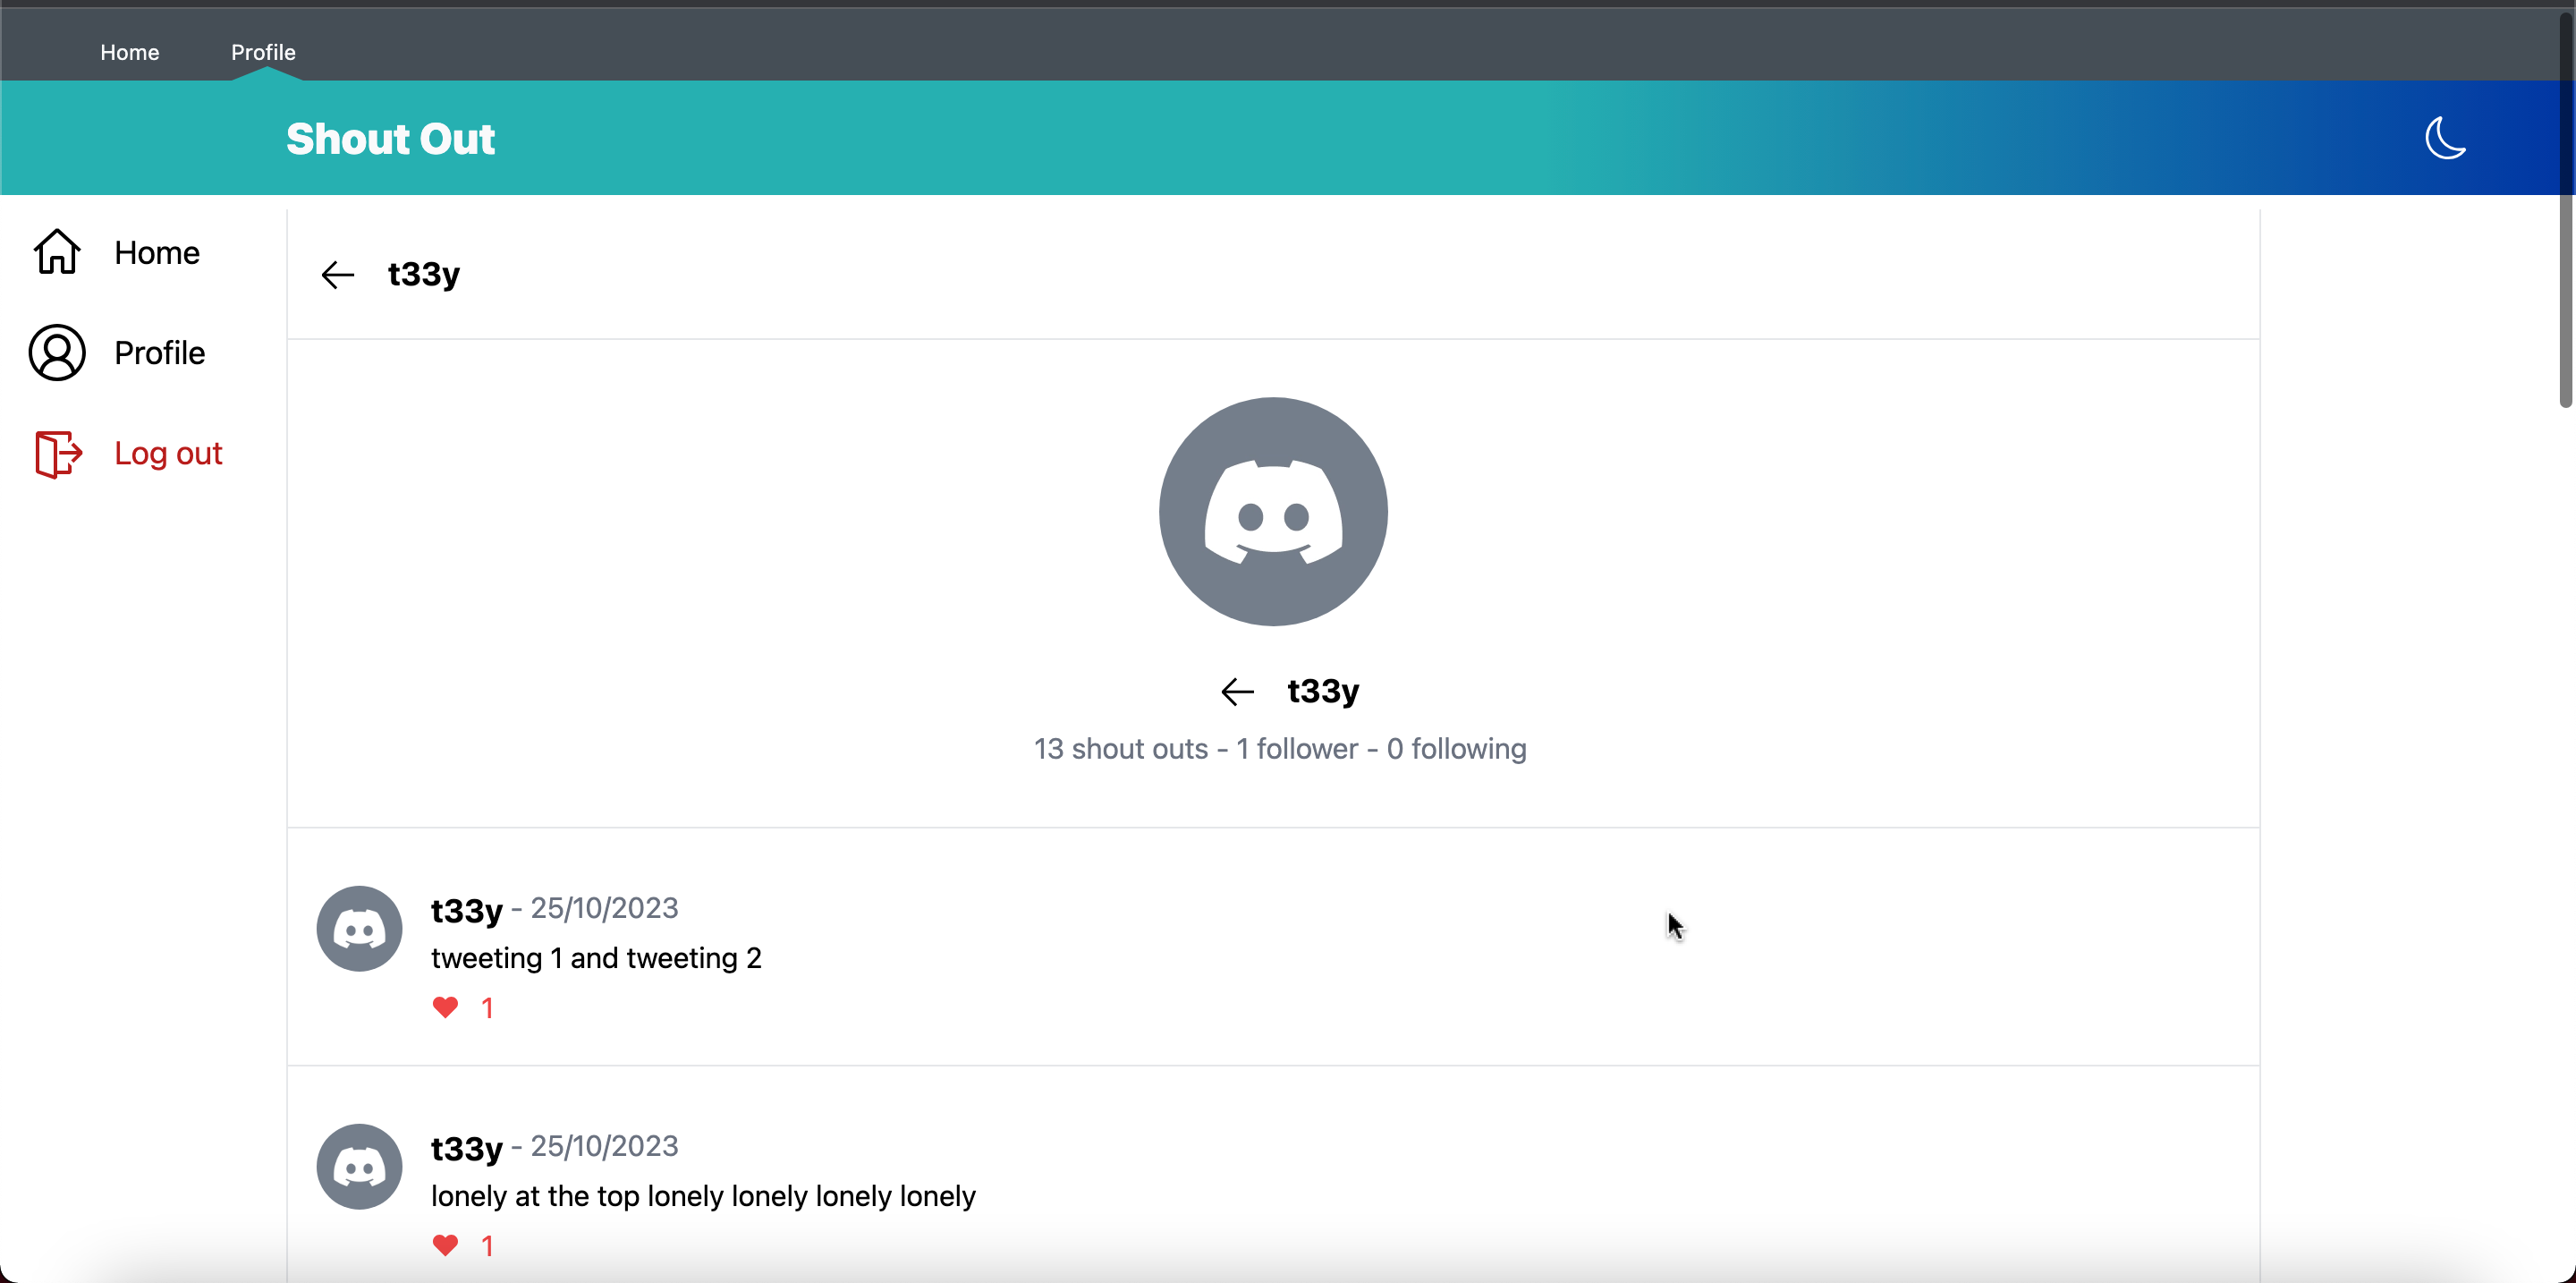 Home Profile
Shout Out
Home
Profile
Log out
t33y
t33y
13 shout outs - 1 follower - 0 following
t33y - 25/10/2023
tweeting 1 and tweeting 2
1
t33y - 25/10/2023
lonely at the top lonely lonely lonely lonely
1